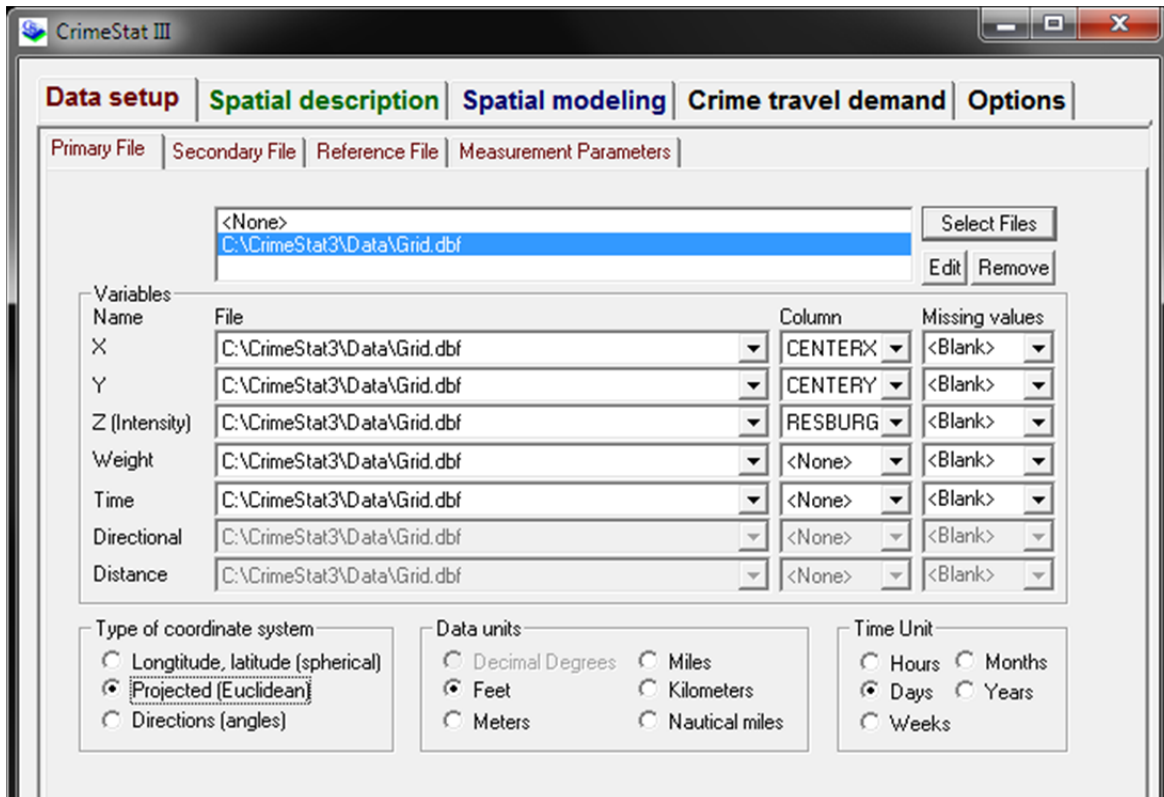 CrimeStat III
Data setup Spatial description Spatial modeling Crime travel demand Options
Primary File Secondary File Reference File Measurement Parameters
<None>
C:\CrimeStat3\Data\Grid.dbf
Select Files
Edit Remove
Variables
Name File Column Missing values
X C:\CrimeStat3\Data\Grid.dbf CENTERX <Blank>
Y C:\CrimeStat3\Data\Grid.dbf CENTERY <Blank>
Z (Intensity) C:\CrimeStat3\Data\Grid.dbf RESBURG <Blank>
Weight C:\CrimeStat3\Data\Grid.dbf <None> <Blank>
Time C:\CrimeStat3\Data\Grid.dbf <None> <Blank>
Directional C:\CrimeStat3\Data\Grid.dbf <None> <Blank>
Distance C:\CrimeStat3\Data\Grid.dbf <None> <Blank>
Type of coordinate system Data units Time Unit
Longtitude, latitude (spherical) Decimal Degrees Miles Hours Months
Projected (Euclidean) Feet Kilometers Days Years
Directions (angles) Meters Nautical miles Weeks